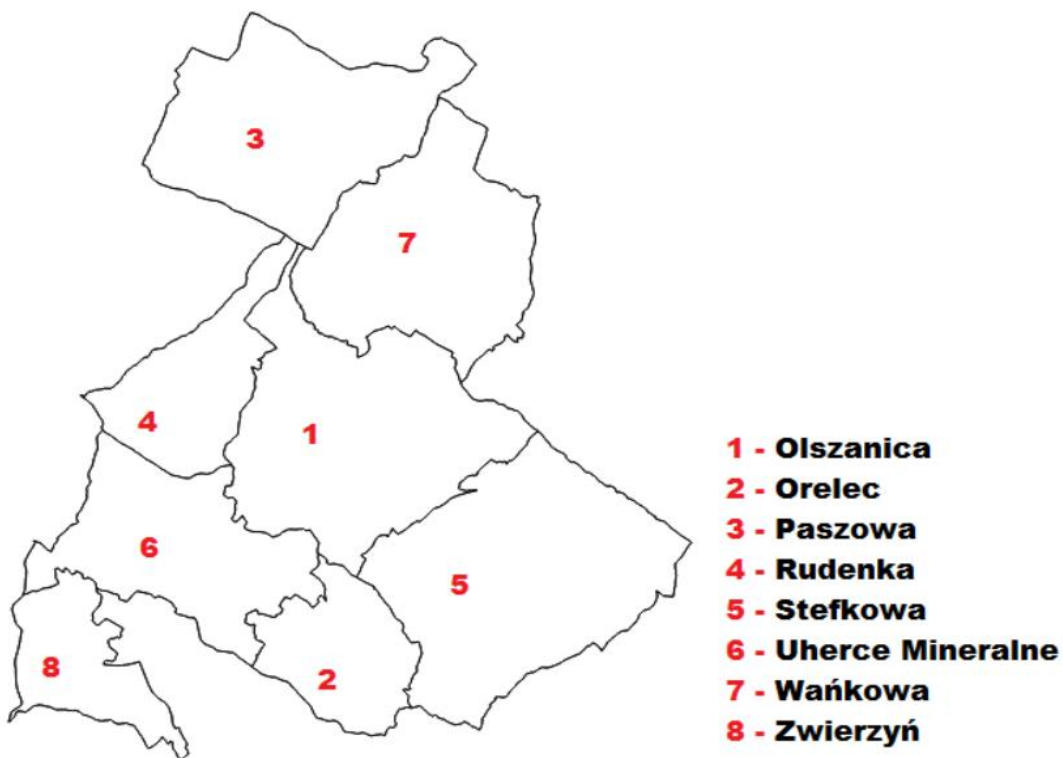 3
7
4
1
6
5
8
2
1 - Olszanica
2 - Orelec
3 - Paszowa
4 - Rudenka
5 - Stefkowa
6 - Uherce Mineralne
7 - Wańkowa
8 - Zwierzyń